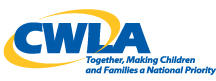 CWLA
Together, Making Children
and Families a National Priority